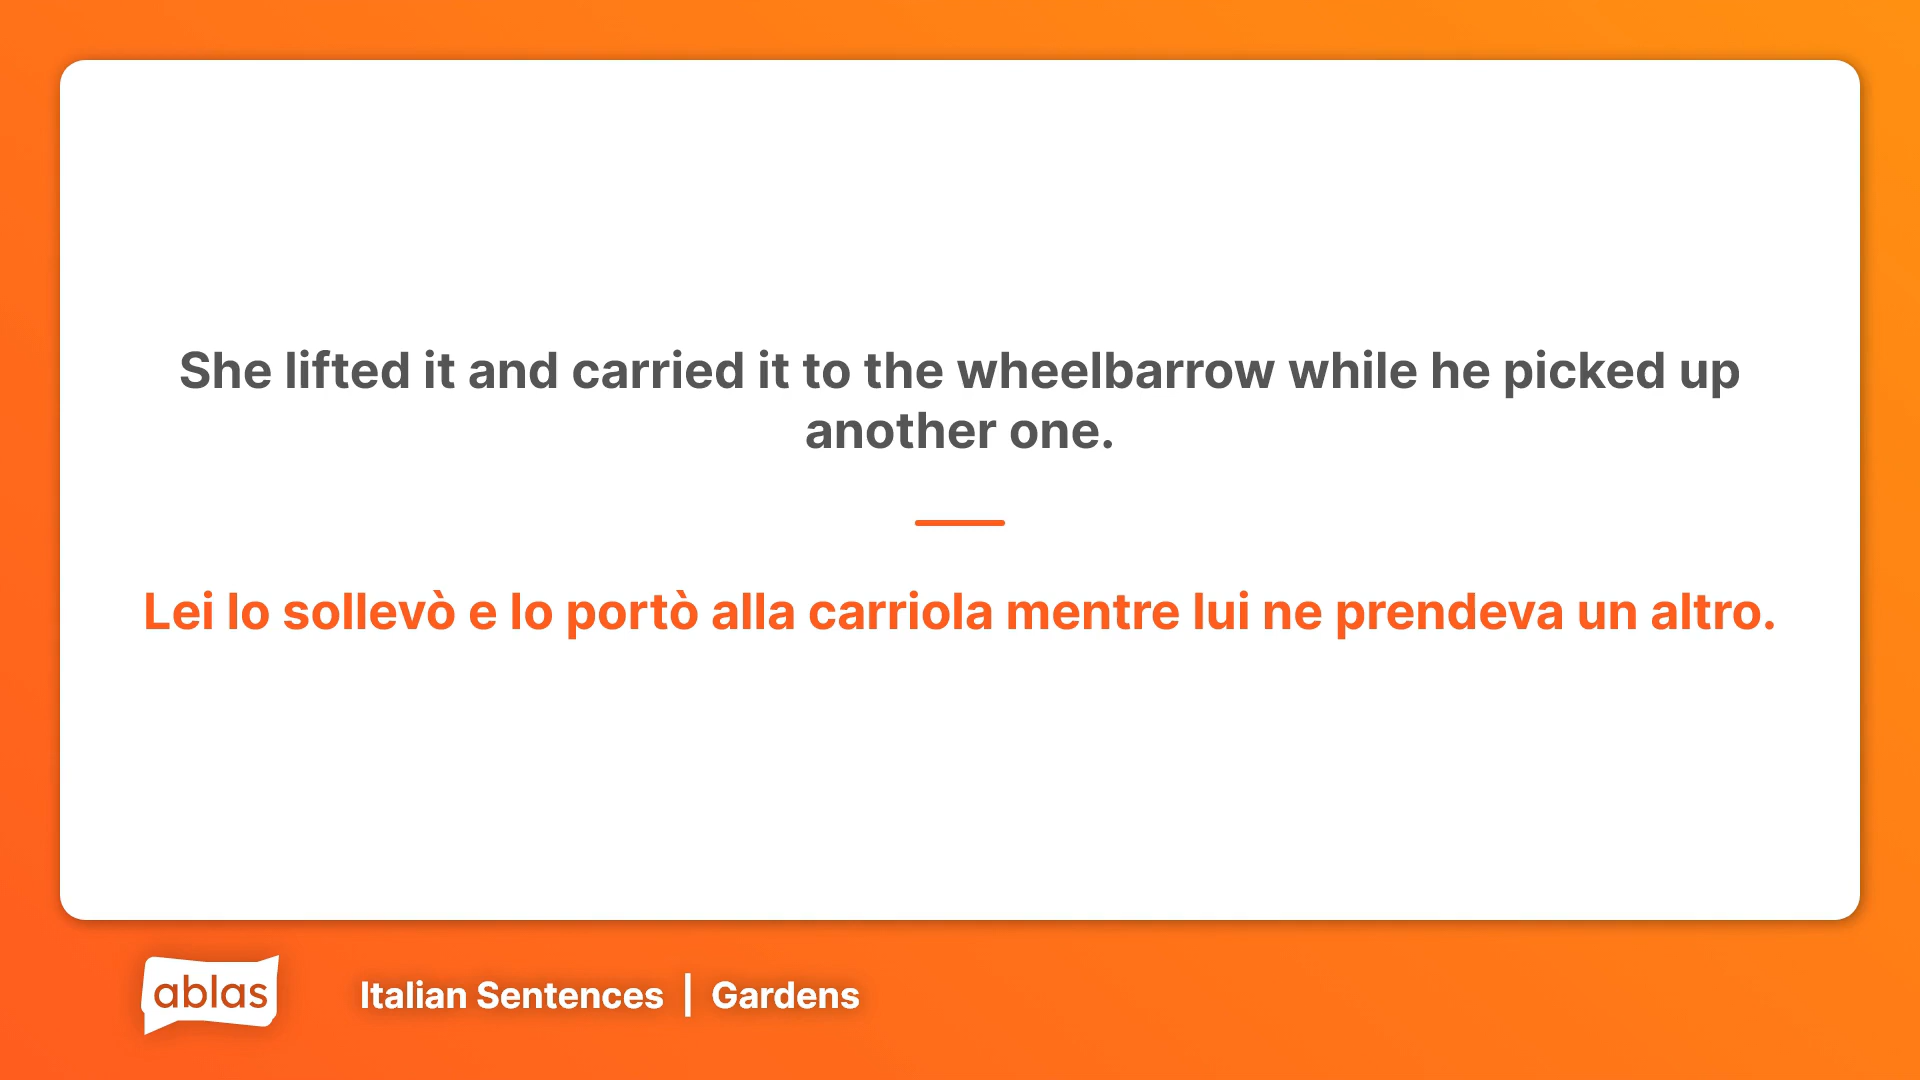 She lifted it and carried it to the wheelbarrow while he picked up
another one.
Lei lo sollevò e lo portò alla carriola mentre lui ne prendeva un altro.
ablas
Italian Sentences | Gardens